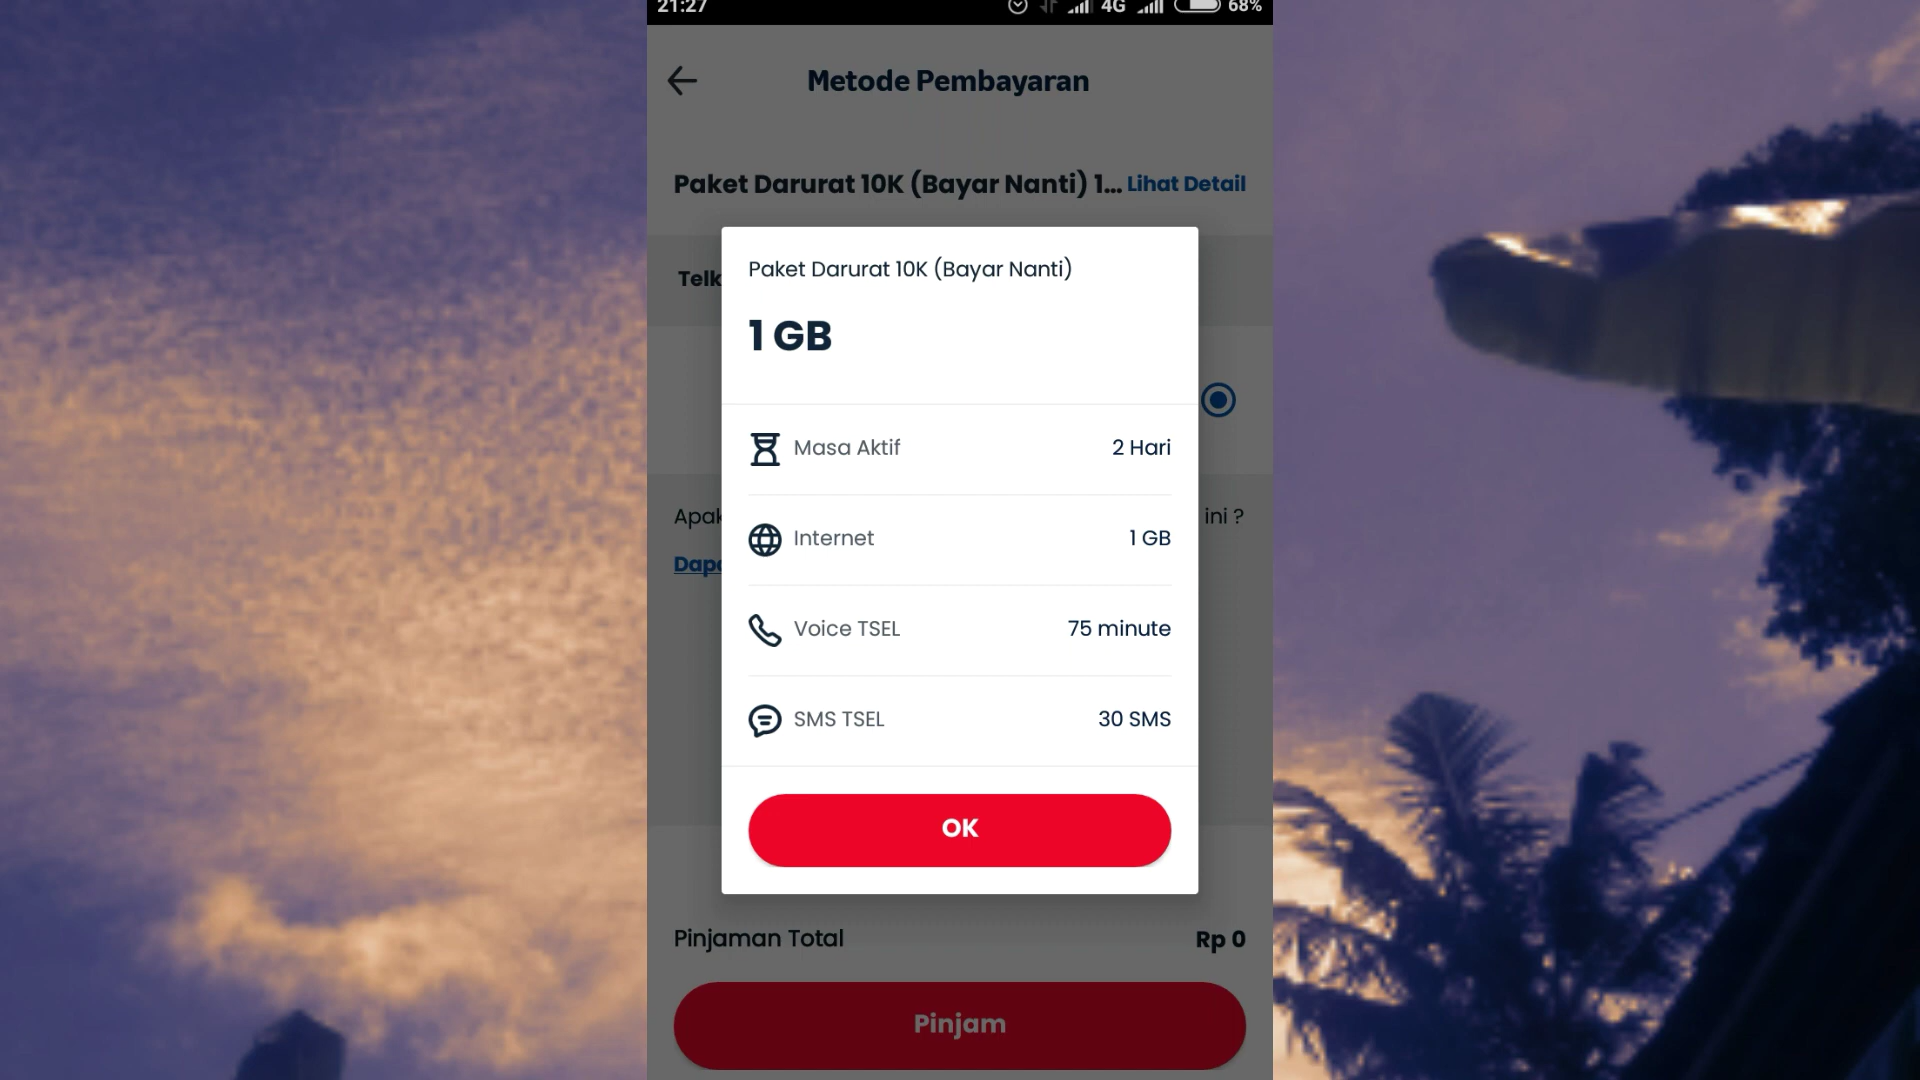 21:27 4G 68%
Metode Pembayaran
Paket Darurat 10K (Bayar Nanti) 1... Lihat Detail
Telk
Paket Darurat 10K (Bayar Nanti)
1 GB
Masa Aktif 2 Hari
Apak ini ?
Internet 1 GB
Dapa
Voice TSEL 75 minute
SMS TSEL 30 SMS
OK
Pinjaman Total Rp 0
Pinjam